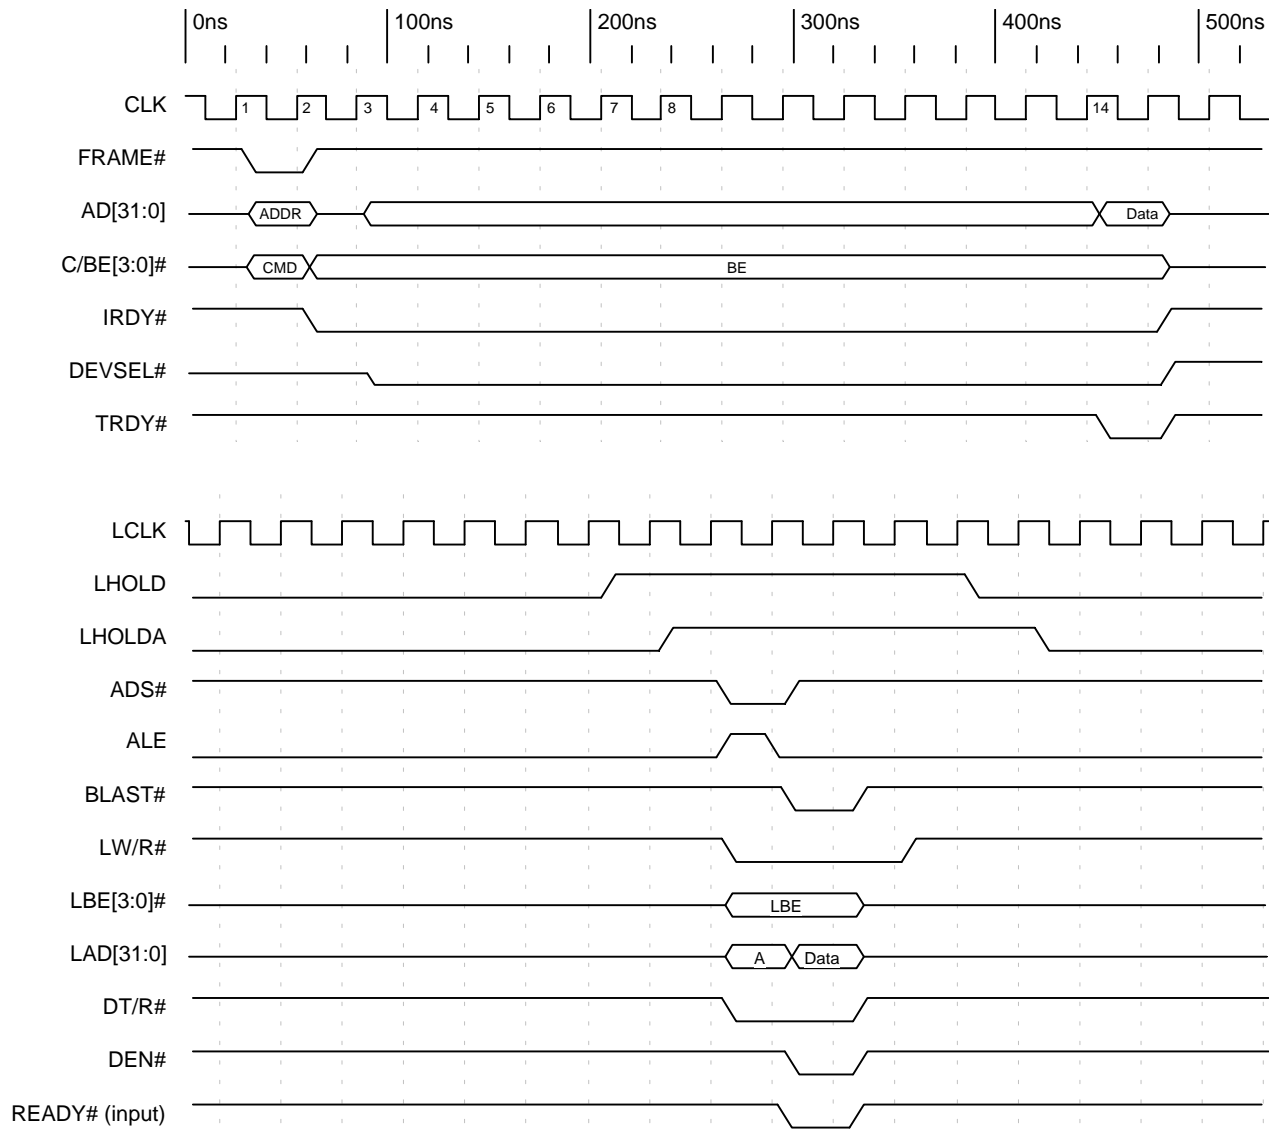 0ns 100ns 200ns 300ns 400ns 500ns
CLK 1 2 3 4 5 6 7 8 14
FRAME#
AD[31:0] ADDR Data
C/BE[3:0]# CMD BE
IRDY#
DEVSEL#
TRDY#
LCLK
LHOLD
LHOLDA
ADS#
ALE
BLAST#
LW/R#
LBE[3:0]# LBE
LAD[31:0] A Data
DT/R#
DEN#
READY# (input)